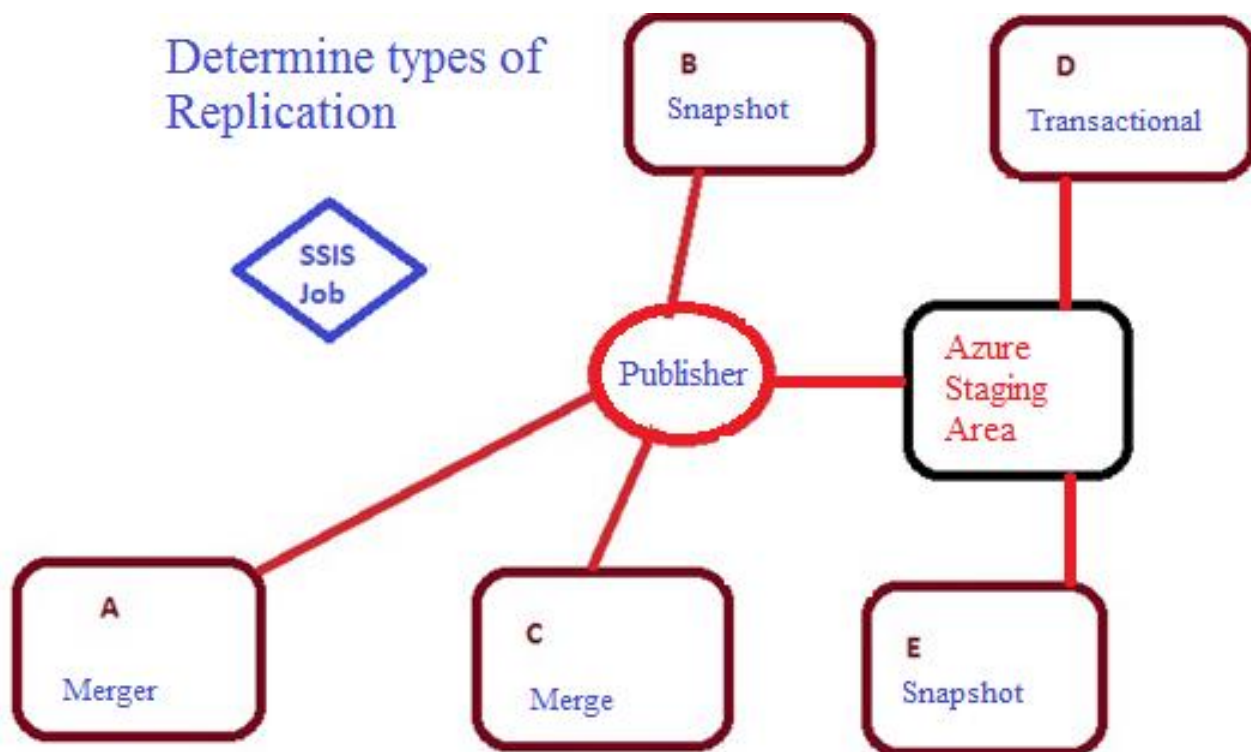 Determine types of
Replication
B
Snapshot
D
Transactional
SSIS
Job
Publisher
Azure
Staging
Area
A
Merger
C
Merge
E
Snapshot